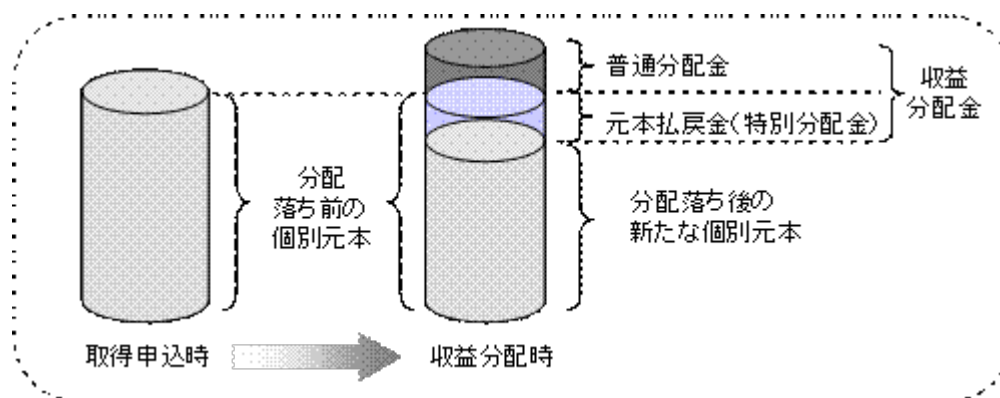 普通分配金
元本払戻金(特別分配金)
収益
分配金
分配
落ち前の
個別元本
分配落ち後の
新たな個別元本
取得申込時
収益分配時